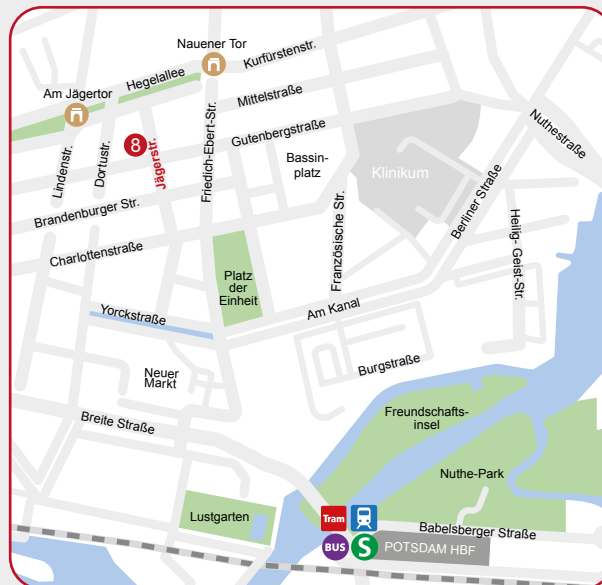 Nauener Tor
Kurfürstenstr.
Hegelallee
Am Jägertor
Mittelstraße
Nuthestraße
8
Gutenbergstraße
Lindenstr.
Dortustr.
Jägerstr.
Friedich-Ebert-Str.
Bassin-
platz
Klinikum
Brandenburger Str.
Französische Str.
Berliner Straße
Heilig- Geist-Str.
Charlottenstraße
Platz
der
Einheit
Am Kanal
Yorckstraße
Neuer
Markt
Burgstraße
Breite Straße
Freundschafts-
insel
Nuthe-Park
Lustgarten
Tram
Babelsberger Straße
BUS
S
POTSDAM HBF